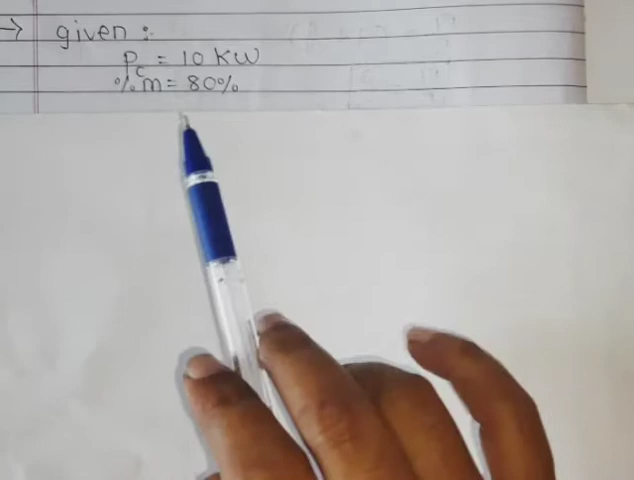 → given :-
Pc = 10 KW
% m = 80%